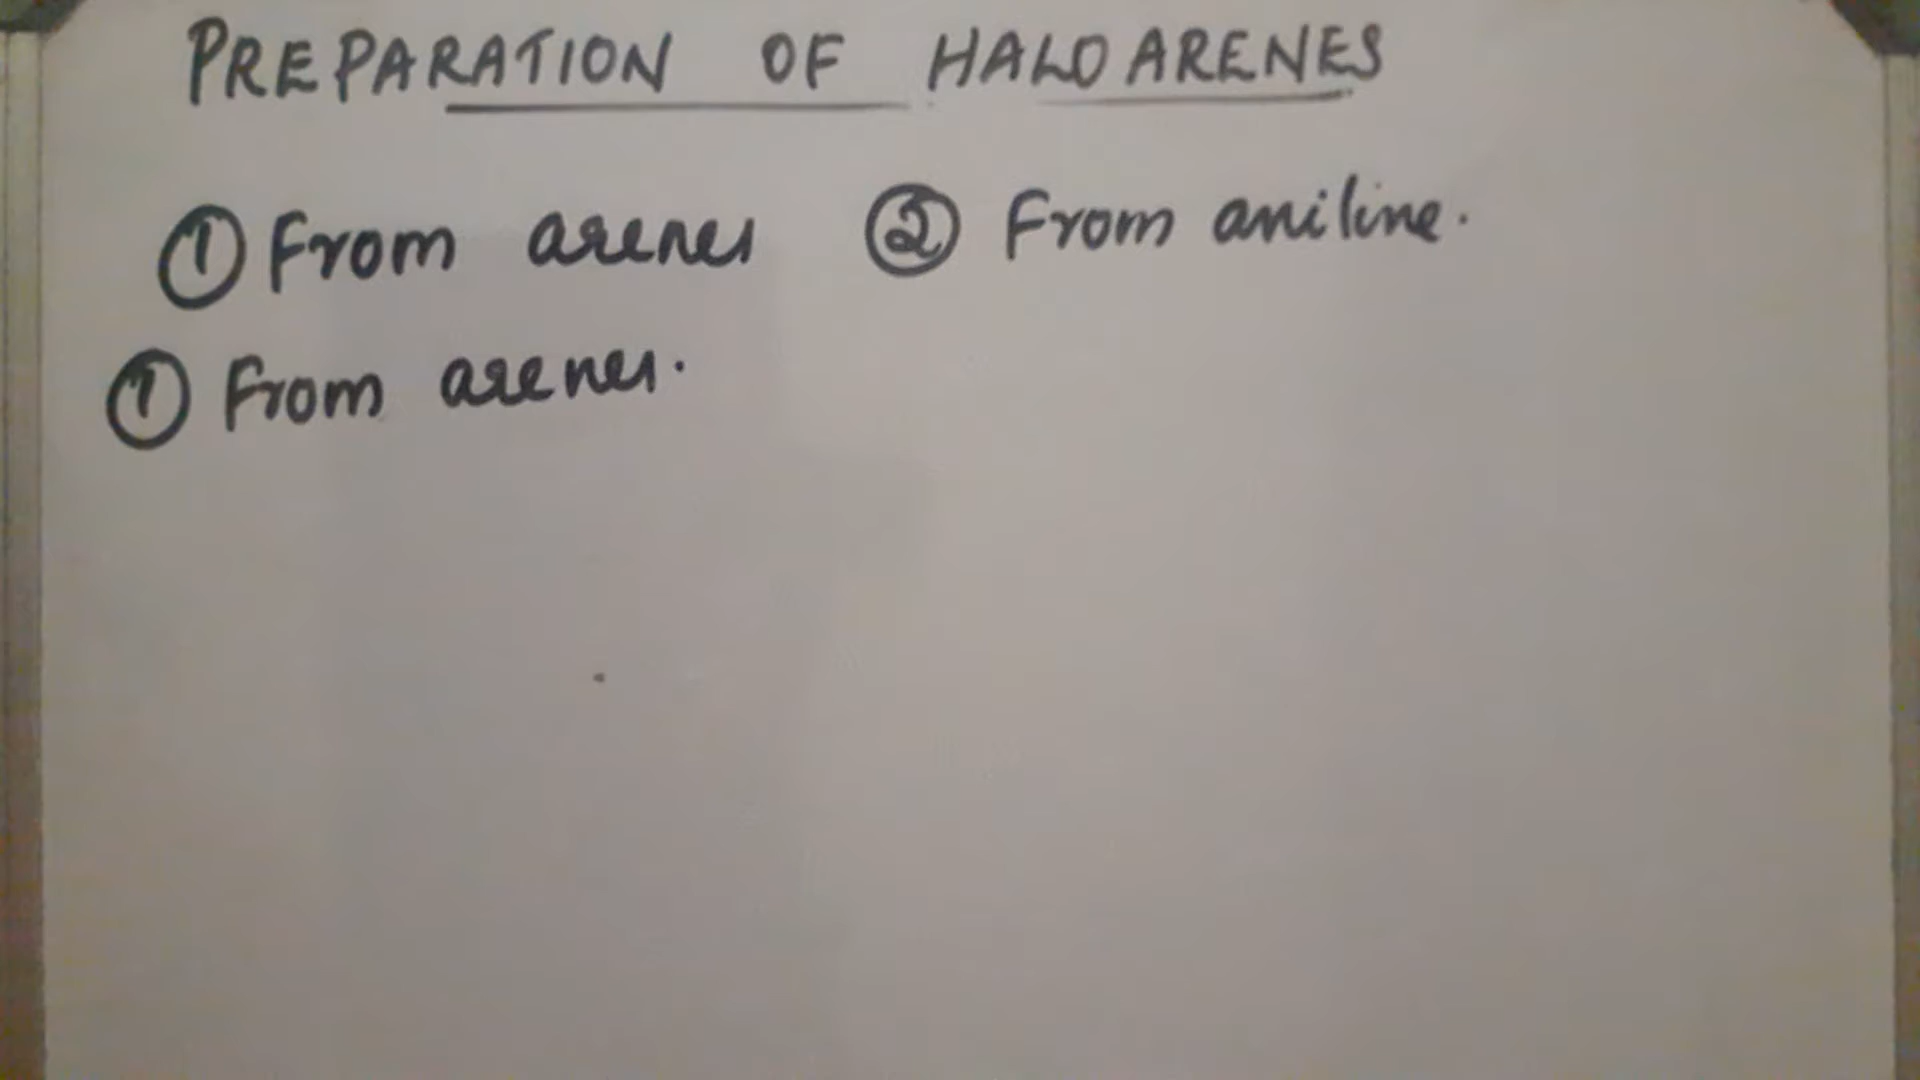 PREPARATION OF HALOARENES
① From arenes ② From aniline.
① From arenes.